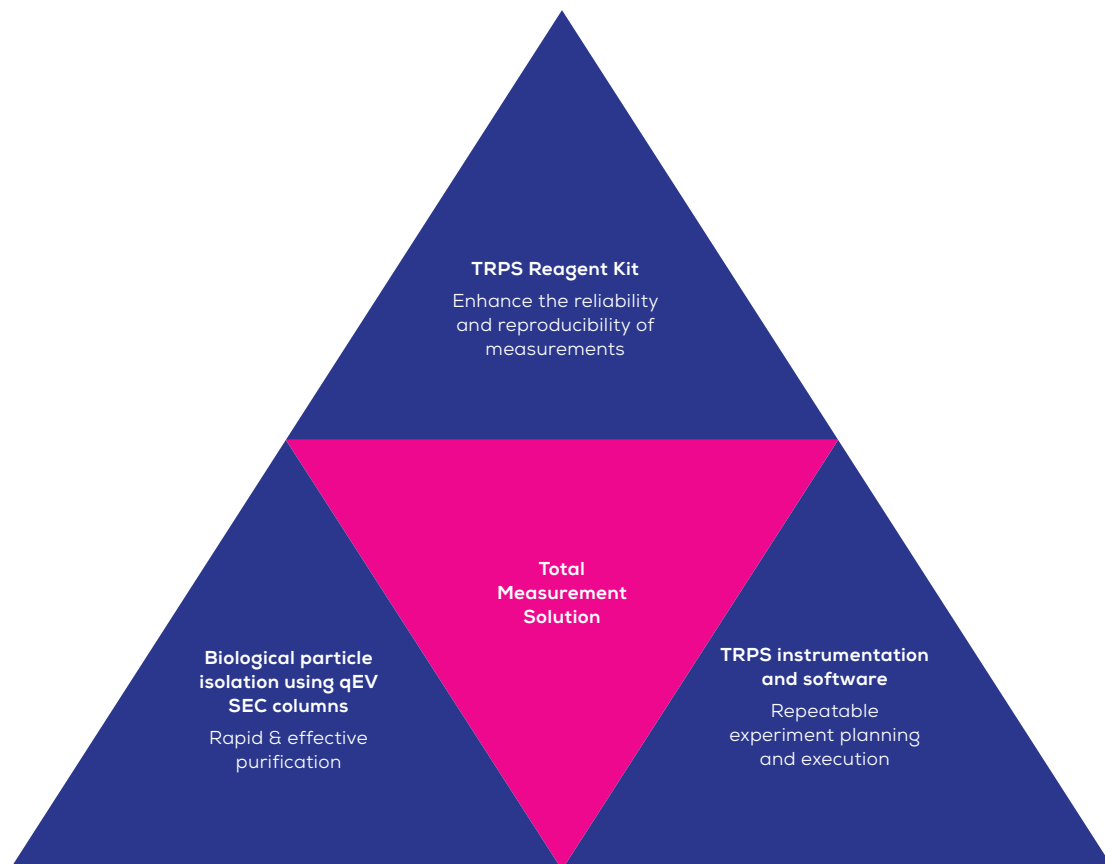 TRPS Reagent Kit
Enhance the reliability
and reproducibility of
measurements
Total
Measurement
Solution
Biological particle
isolation using qEV
SEC columns
Rapid & effective
purification
TRPS instrumentation
and software
Repeatable
experiment planning
and execution